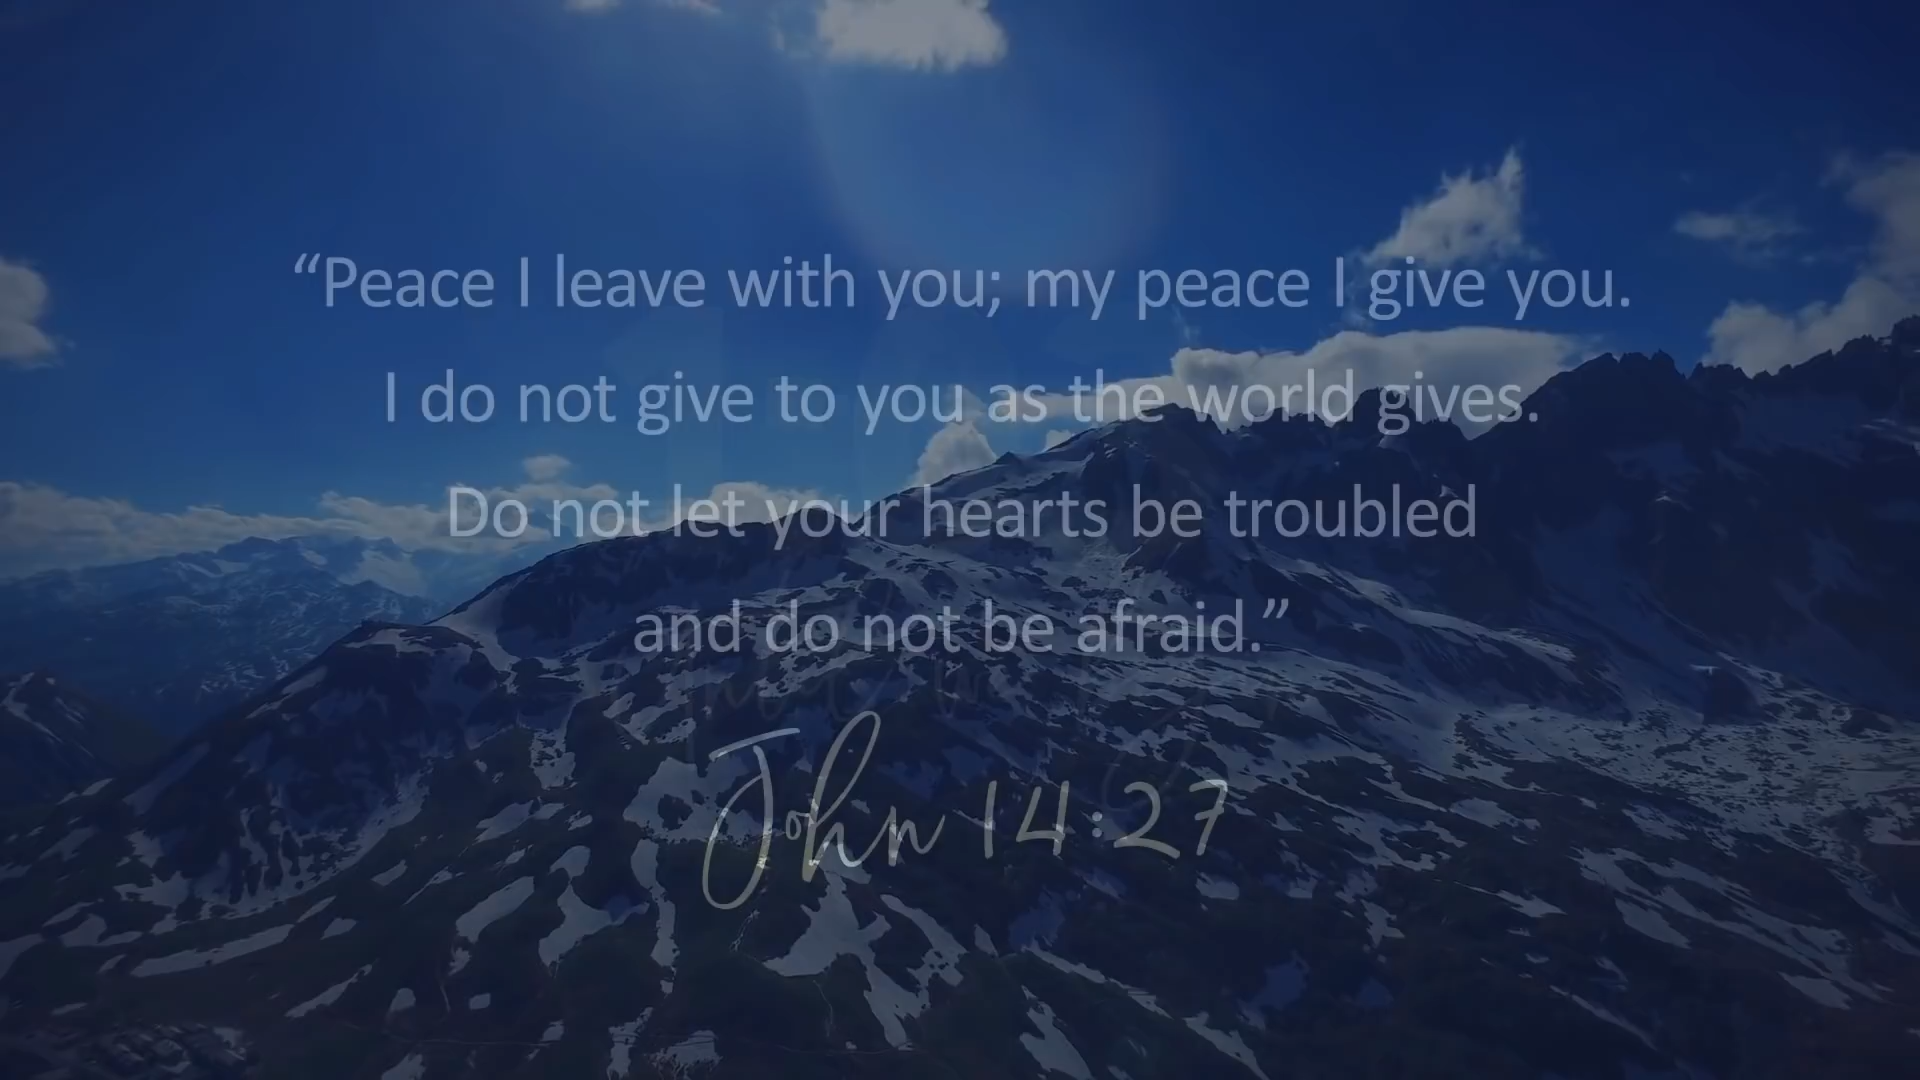 “Peace I leave with you; my peace I give you.
I do not give to you as the world gives.
Do not let your hearts be troubled
and do not be afraid.”
John 14:27